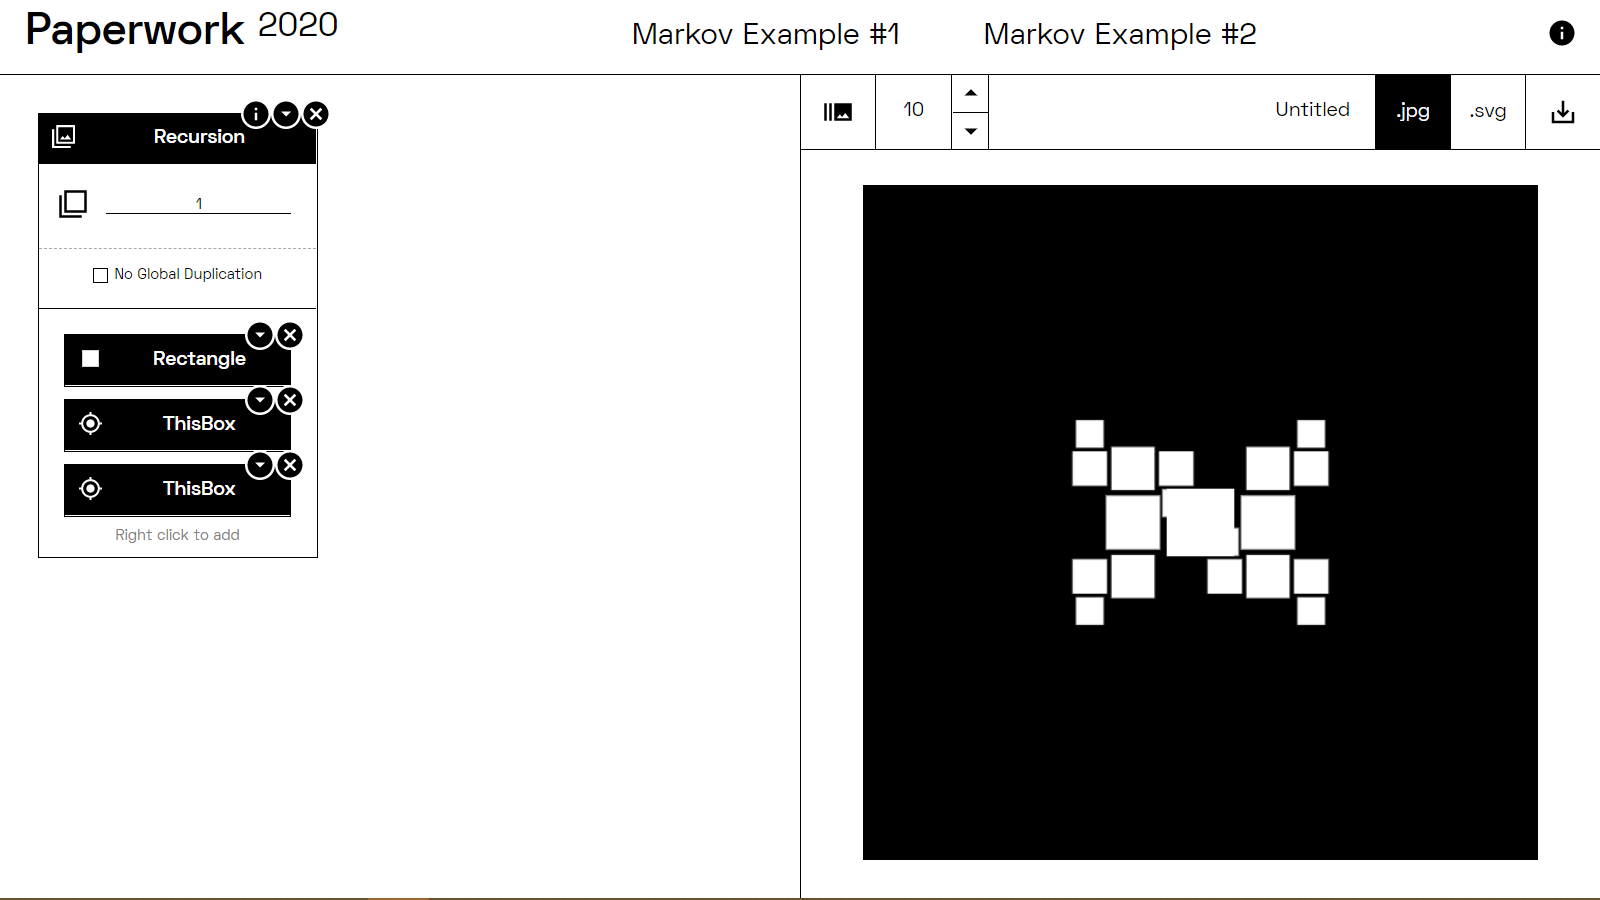 Paperwork 2020
Markov Example #1
Markov Example #2
Recursion
1
No Global Duplication
Rectangle
ThisBox
ThisBox
Right click to add
10
Untitled
.jpg
.svg